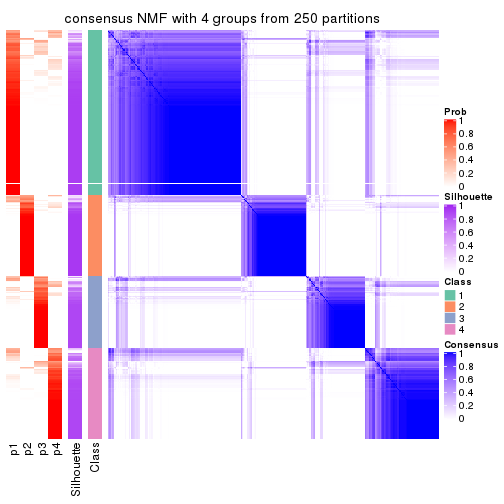 consensus NMF with 4 groups from 250 partitions
Prob
1
0.8
0.6
0.4
0.2
0
Silhouette
1
0.8
0.6
0.4
0.2
0
Class
1
2
3
4
Consensus
1
0.8
0.6
0.4
0.2
0
p1
p2
p3
p4
Silhouette
Class